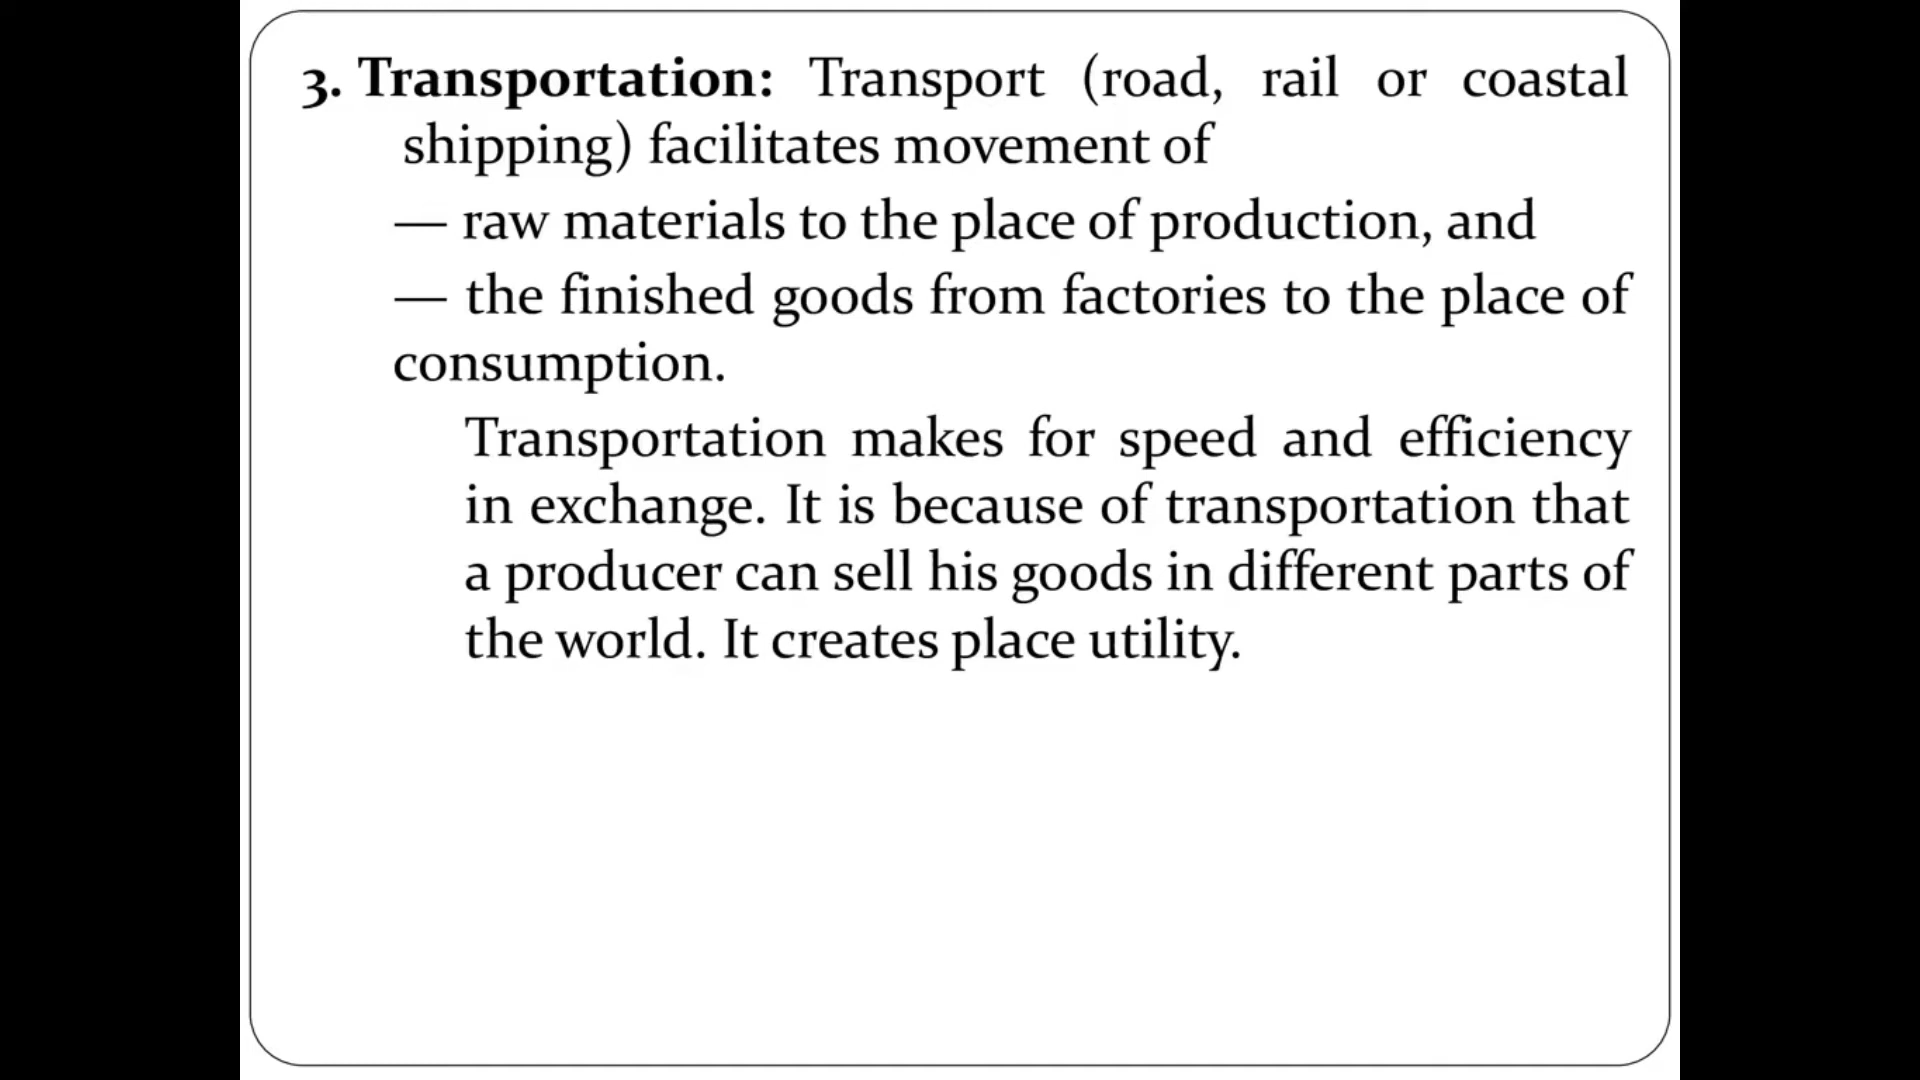 3. Transportation: Transport (road, rail or coastal
shipping) facilitates movement of
— raw materials to the place of production, and
— the finished goods from factories to the place of
consumption.
Transportation makes for speed and efficiency
in exchange. It is because of transportation that
a producer can sell his goods in different parts of
the world. It creates place utility.